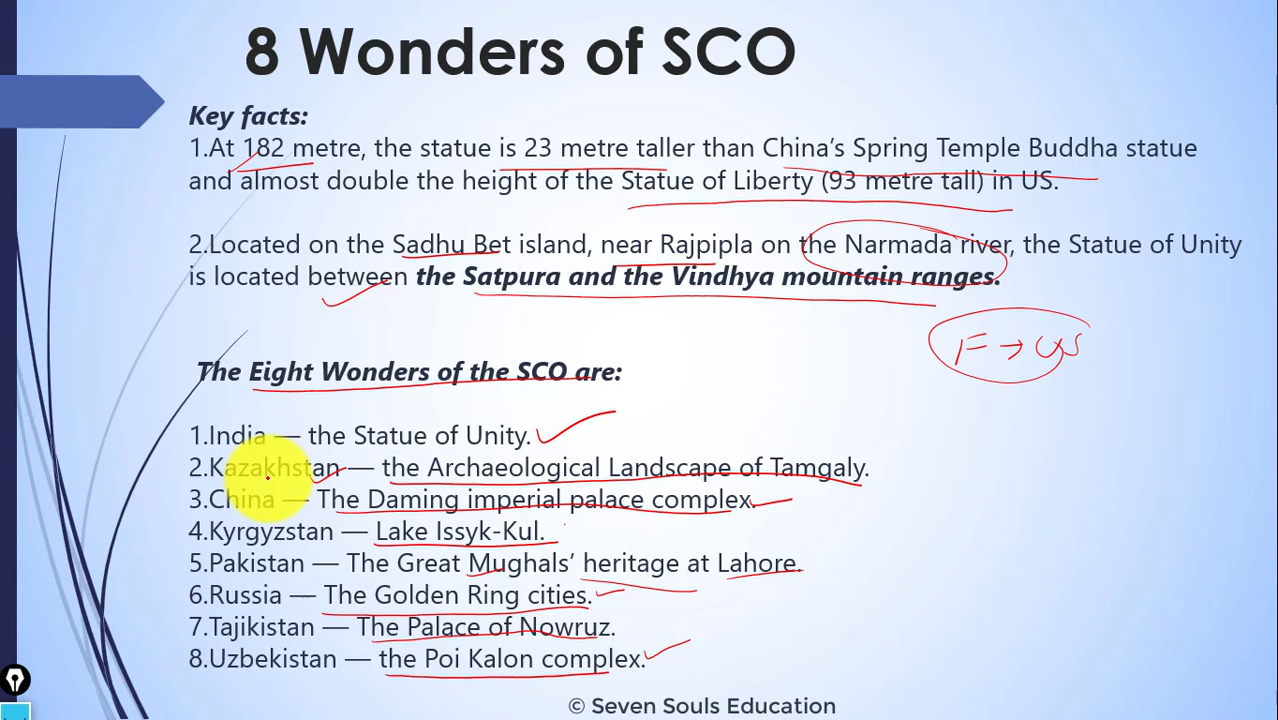 8 Wonders of SCO
Key facts:
1.At 182 metre, the statue is 23 metre taller than China’s Spring Temple Buddha statue
and almost double the height of the Statue of Liberty (93 metre tall) in US.
2.Located on the Sadhu Bet island, near Rajpipla on the Narmada river, the Statue of Unity
is located between the Satpura and the Vindhya mountain ranges.
The Eight Wonders of the SCO are:
1.India — the Statue of Unity.
2.Kazakhstan — the Archaeological Landscape of Tamgaly.
3.China — The Daming imperial palace complex.
4.Kyrgyzstan — Lake Issyk-Kul.
5.Pakistan — The Great Mughals’ heritage at Lahore.
6.Russia — The Golden Ring cities.
7.Tajikistan — The Palace of Nowruz.
8.Uzbekistan — the Poi Kalon complex.
© Seven Souls Education